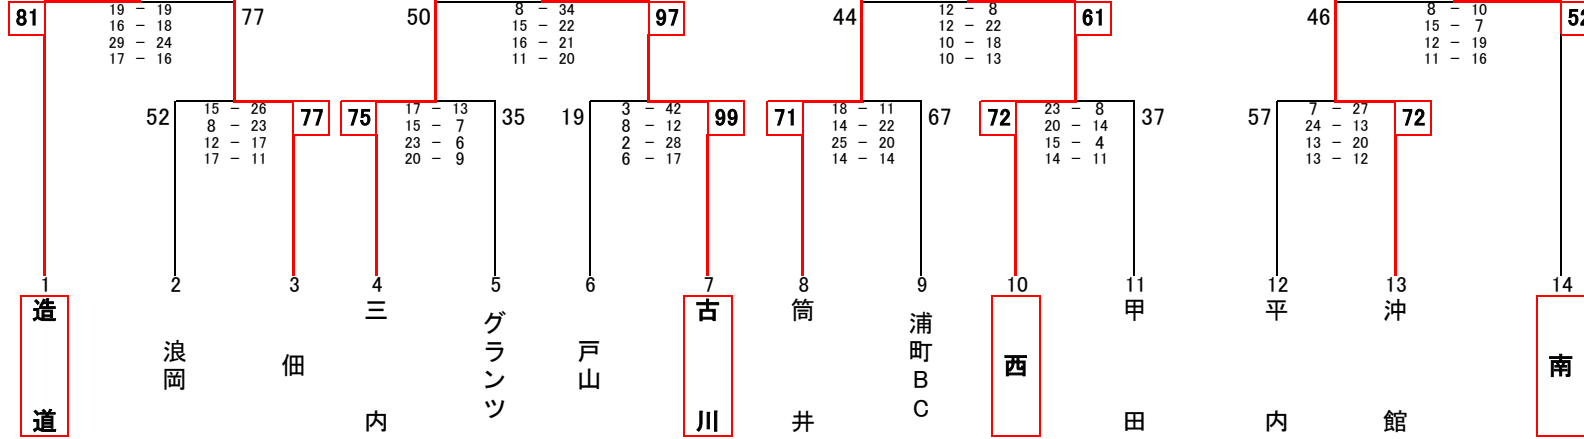 81 19 － 19 77 50 8 － 34 97 44 12 － 8 61 46 8 － 10 52
16 － 18 15 － 22 12 － 22 15 － 7
29 － 24 16 － 21 10 － 18 12 － 19
17 － 16 11 － 20 10 － 13 11 － 16
52 15 － 26 77 75 17 － 13 35 19 3 － 42 99 71 18 － 11 67 72 23 － 8 37 57 7 － 27 72
8 － 23 15 － 7 8 － 12 14 － 22 20 － 14 24 － 13
12 － 17 23 － 6 2 － 28 25 － 20 15 － 4 13 － 20
17 － 11 20 － 9 6 － 17 14 － 14 14 － 11 13 － 12
1 2 3 4 5 6 7 8 9 10 11 12 13 14
造道
浪岡
佃
三内
グランツ
戸山
古川
筒井
浦町BC
西
甲田
平内
沖館
南